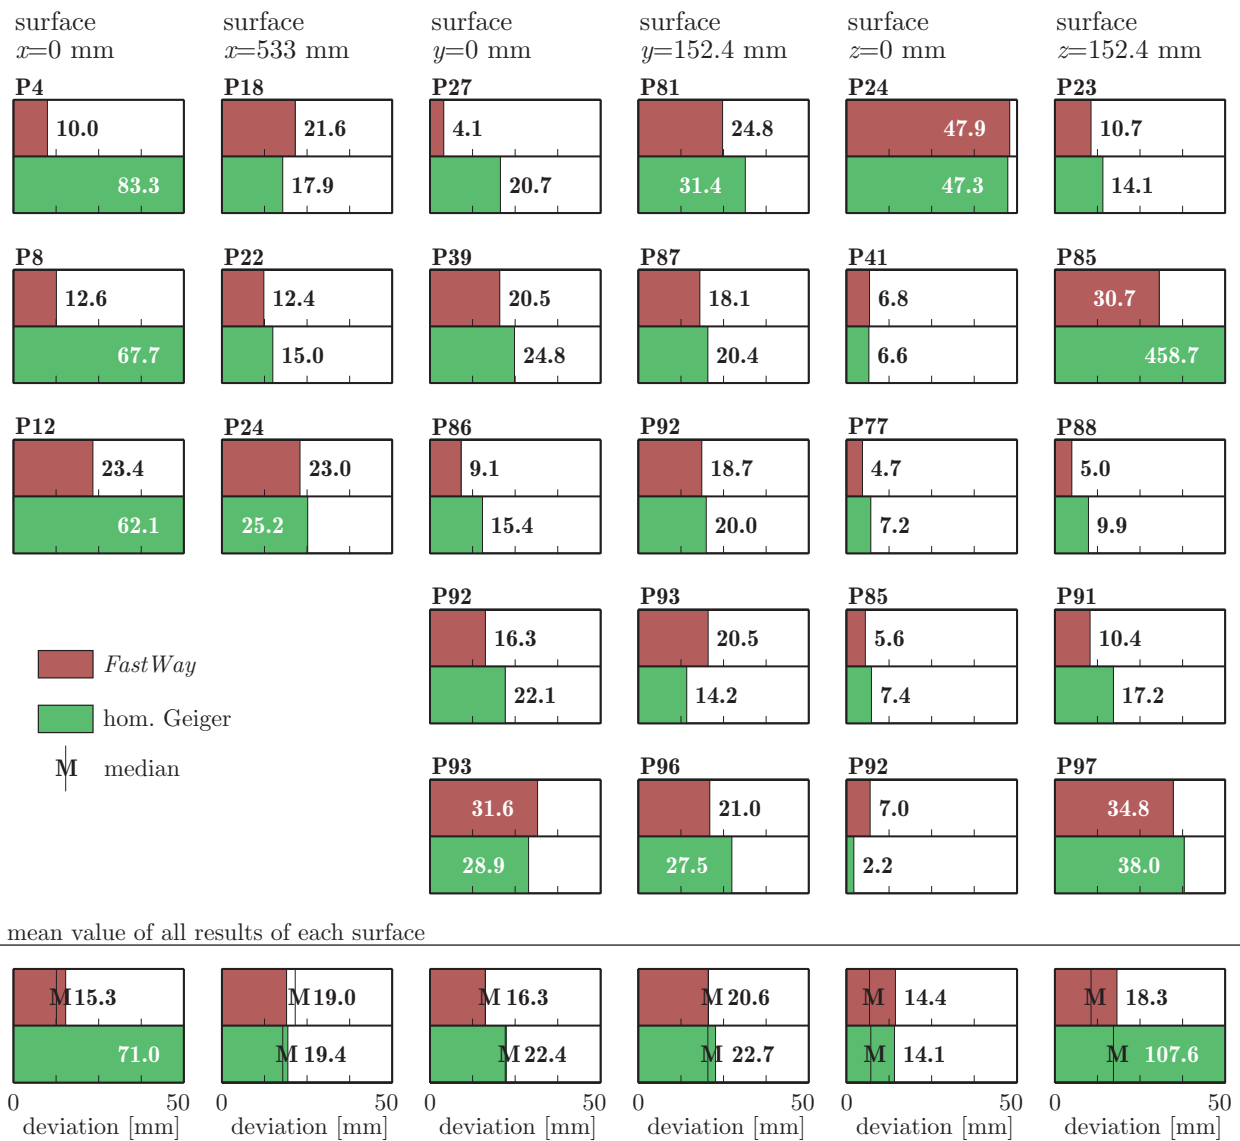 surface surface surface surface surface surface
x=0 mm x=533 mm y=0 mm y=152.4 mm z=0 mm z=152.4 mm
P4 P18 P27 P81 P24 P23
10.0 21.6 4.1 24.8 47.9 10.7
83.3 17.9 20.7 31.4 47.3 14.1
P8 P22 P39 P87 P41 P85
12.6 12.4 20.5 18.1 6.8 30.7
67.7 15.0 24.8 20.4 6.6 458.7
P12 P24 P86 P92 P77 P88
23.4 23.0 9.1 18.7 4.7 5.0
62.1 25.2 15.4 20.0 7.2 9.9
P92 P93 P85 P91
16.3 20.5 5.6 10.4
22.1 14.2 7.4 17.2
FastWay
hom. Geiger
M median
P93 P96 P92 P97
31.6 21.0 7.0 34.8
28.9 27.5 2.2 38.0
mean value of all results of each surface
M 15.3 M 19.0 M 16.3 M 20.6 M 14.4 M 18.3
71.0 M 19.4 M 22.4 M 22.7 M 14.1 M 107.6
0 50 0 50 0 50 0 50 0 50 0 50
deviation [mm] deviation [mm] deviation [mm] deviation [mm] deviation [mm] deviation [mm]